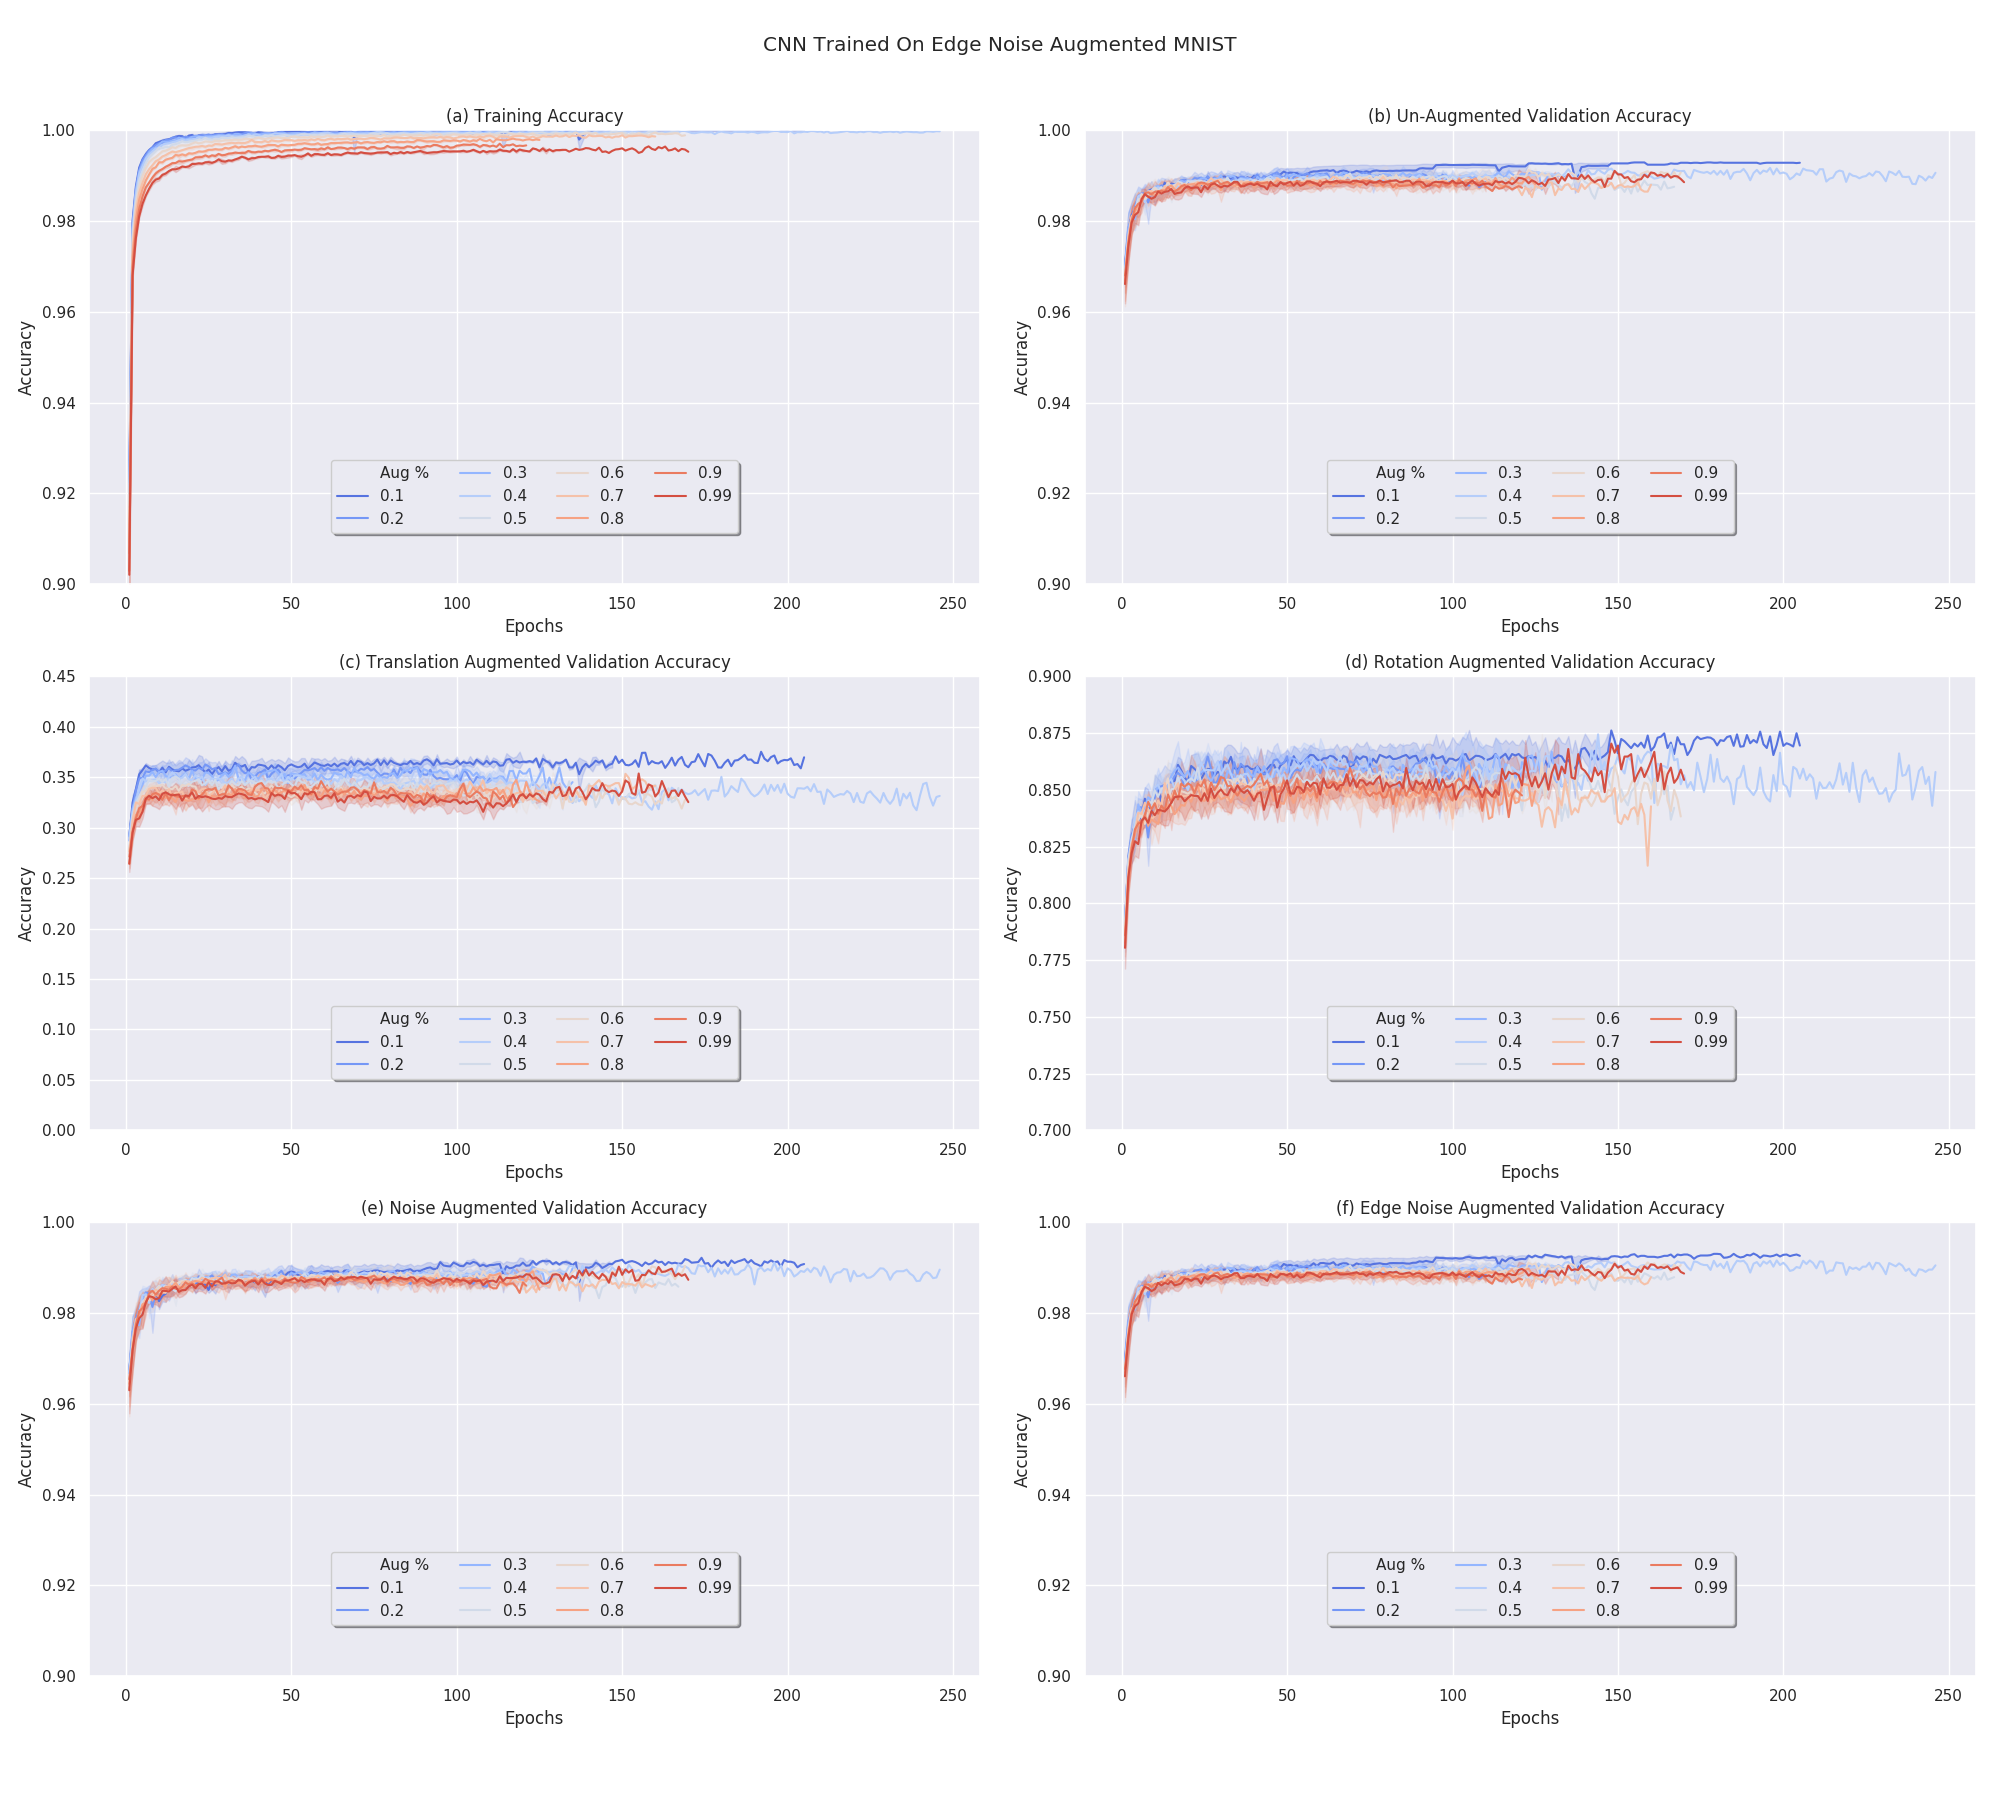 CNN Trained On Edge Noise Augmented MNIST
(a) Training Accuracy
1.00
0.98
0.96
0.94
0.92
0.90
Accuracy
Aug % 0.3 0.6 0.9
0.1 0.4 0.7 0.99
0.2 0.5 0.8
0 50 100 150 200 250
Epochs
(b) Un-Augmented Validation Accuracy
1.00
0.98
0.96
0.94
0.92
0.90
Accuracy
Aug % 0.3 0.6 0.9
0.1 0.4 0.7 0.99
0.2 0.5 0.8
0 50 100 150 200 250
Epochs
(c) Translation Augmented Validation Accuracy
0.45
0.40
0.35
0.30
0.25
0.20
0.15
0.10
0.05
0.00
Accuracy
Aug % 0.3 0.6 0.9
0.1 0.4 0.7 0.99
0.2 0.5 0.8
0 50 100 150 200 250
Epochs
(d) Rotation Augmented Validation Accuracy
0.900
0.875
0.850
0.825
0.800
0.775
0.750
0.725
0.700
Accuracy
Aug % 0.3 0.6 0.9
0.1 0.4 0.7 0.99
0.2 0.5 0.8
0 50 100 150 200 250
Epochs
(e) Noise Augmented Validation Accuracy
1.00
0.98
0.96
0.94
0.92
0.90
Accuracy
Aug % 0.3 0.6 0.9
0.1 0.4 0.7 0.99
0.2 0.5 0.8
0 50 100 150 200 250
Epochs
(f) Edge Noise Augmented Validation Accuracy
1.00
0.98
0.96
0.94
0.92
0.90
Accuracy
Aug % 0.3 0.6 0.9
0.1 0.4 0.7 0.99
0.2 0.5 0.8
0 50 100 150 200 250
Epochs